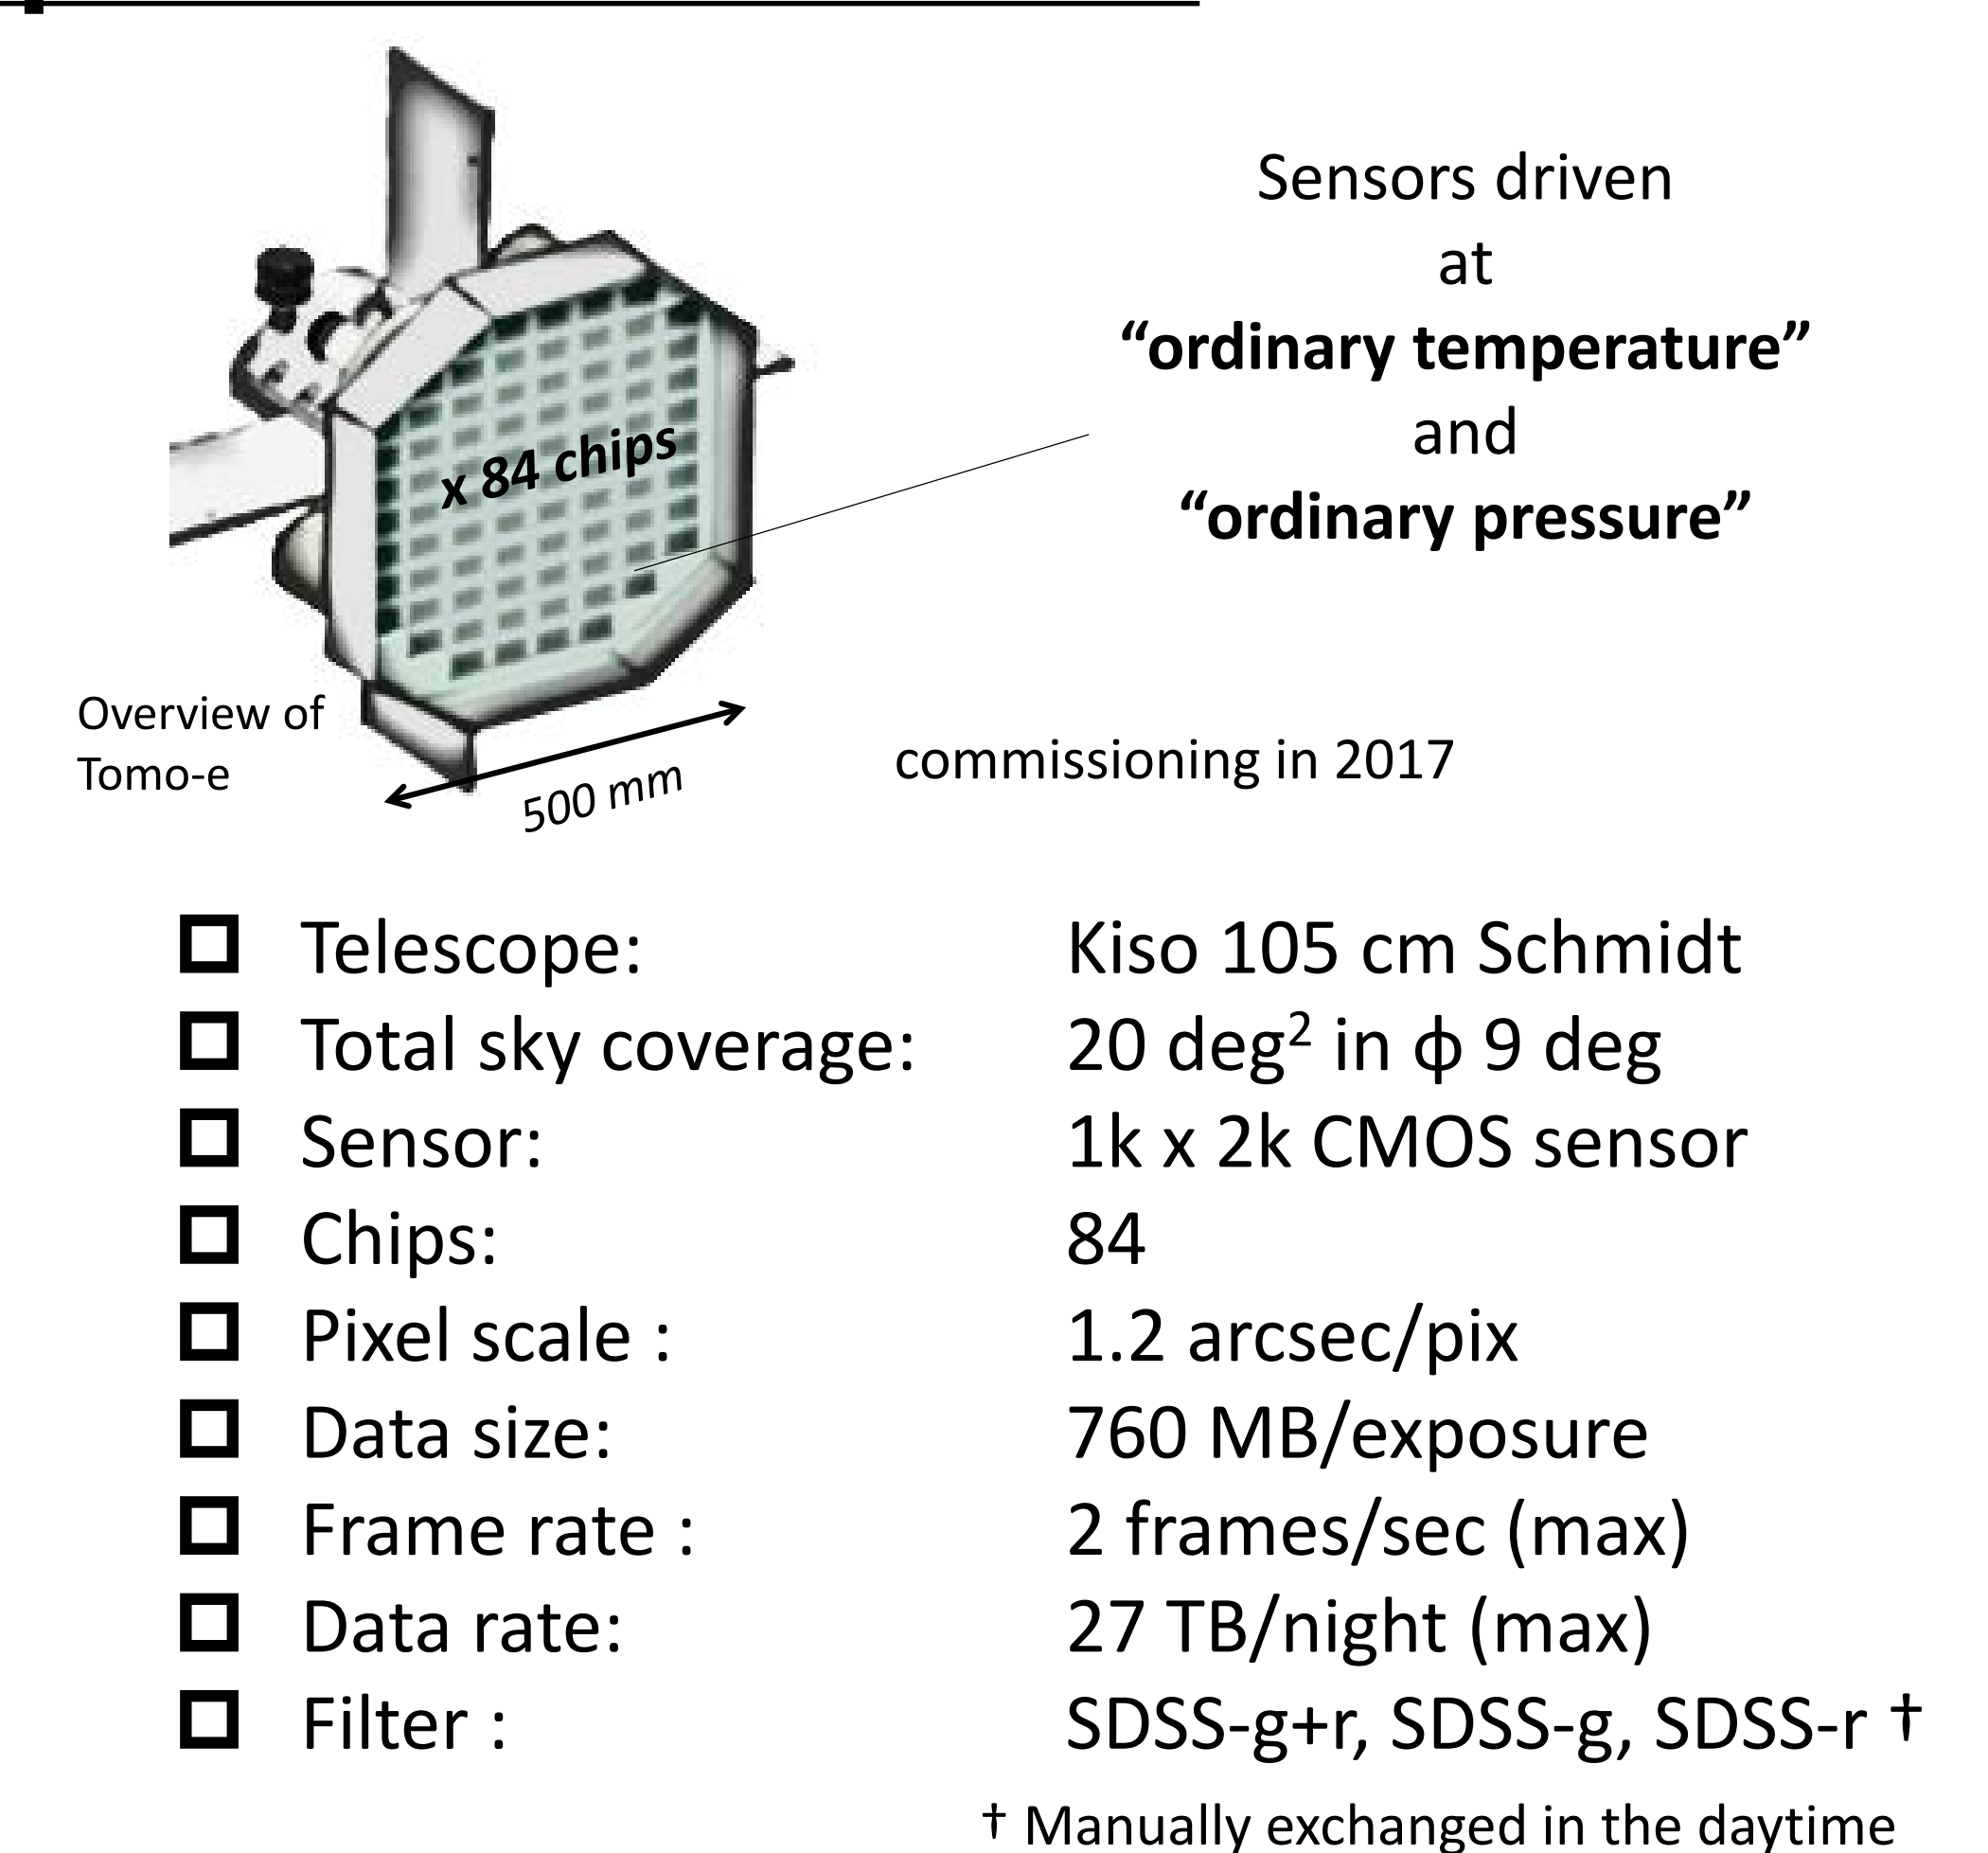 Sensors driven
at
“ordinary temperature”
and
“ordinary pressure”
x 84 chips
Overview of
Tomo-e
500 mm
commissioning in 2017
Telescope: Kiso 105 cm Schmidt
Total sky coverage: 20 deg² in ϕ 9 deg
Sensor: 1k x 2k CMOS sensor
Chips: 84
Pixel scale : 1.2 arcsec/pix
Data size: 760 MB/exposure
Frame rate : 2 frames/sec (max)
Data rate: 27 TB/night (max)
Filter : SDSS-g+r, SDSS-g, SDSS-r †
† Manually exchanged in the daytime